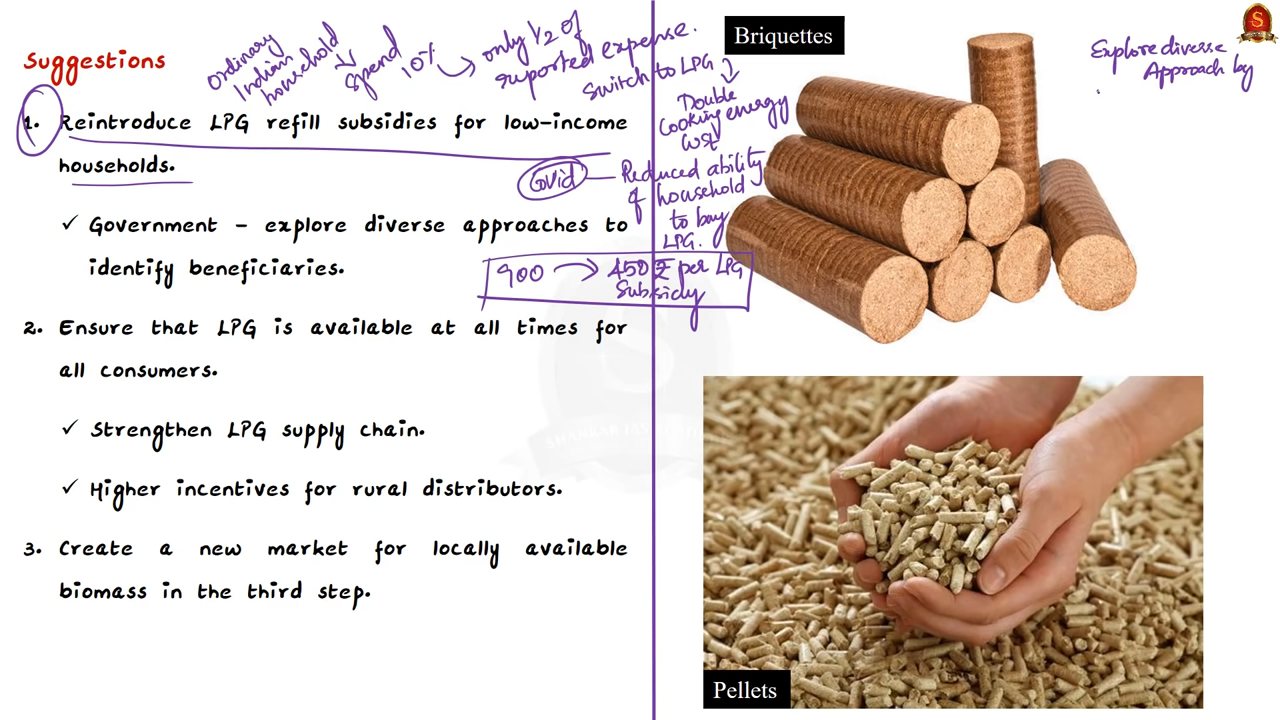 Suggestions
ordinary
Indian
household
spend
10%
only 1/2 of
suported expense.
Switch to LPG
Double
Cooking energy
Cost
1. Reintroduce LPG refill subsidies for low-income
households.
Covid
Reduced ability
of household
to buy
LPG.
✓ Government - explore diverse approaches to
identify beneficiaries.
900 → 450 ₹ per LPG
Subsidy
2. Ensure that LPG is available at all times for
all consumers.
✓ Strengthen LPG supply chain.
✓ Higher incentives for rural distributors.
3. Create a new market for locally available
biomass in the third step.
Briquettes
Explore diverse
Approach by
Pellets